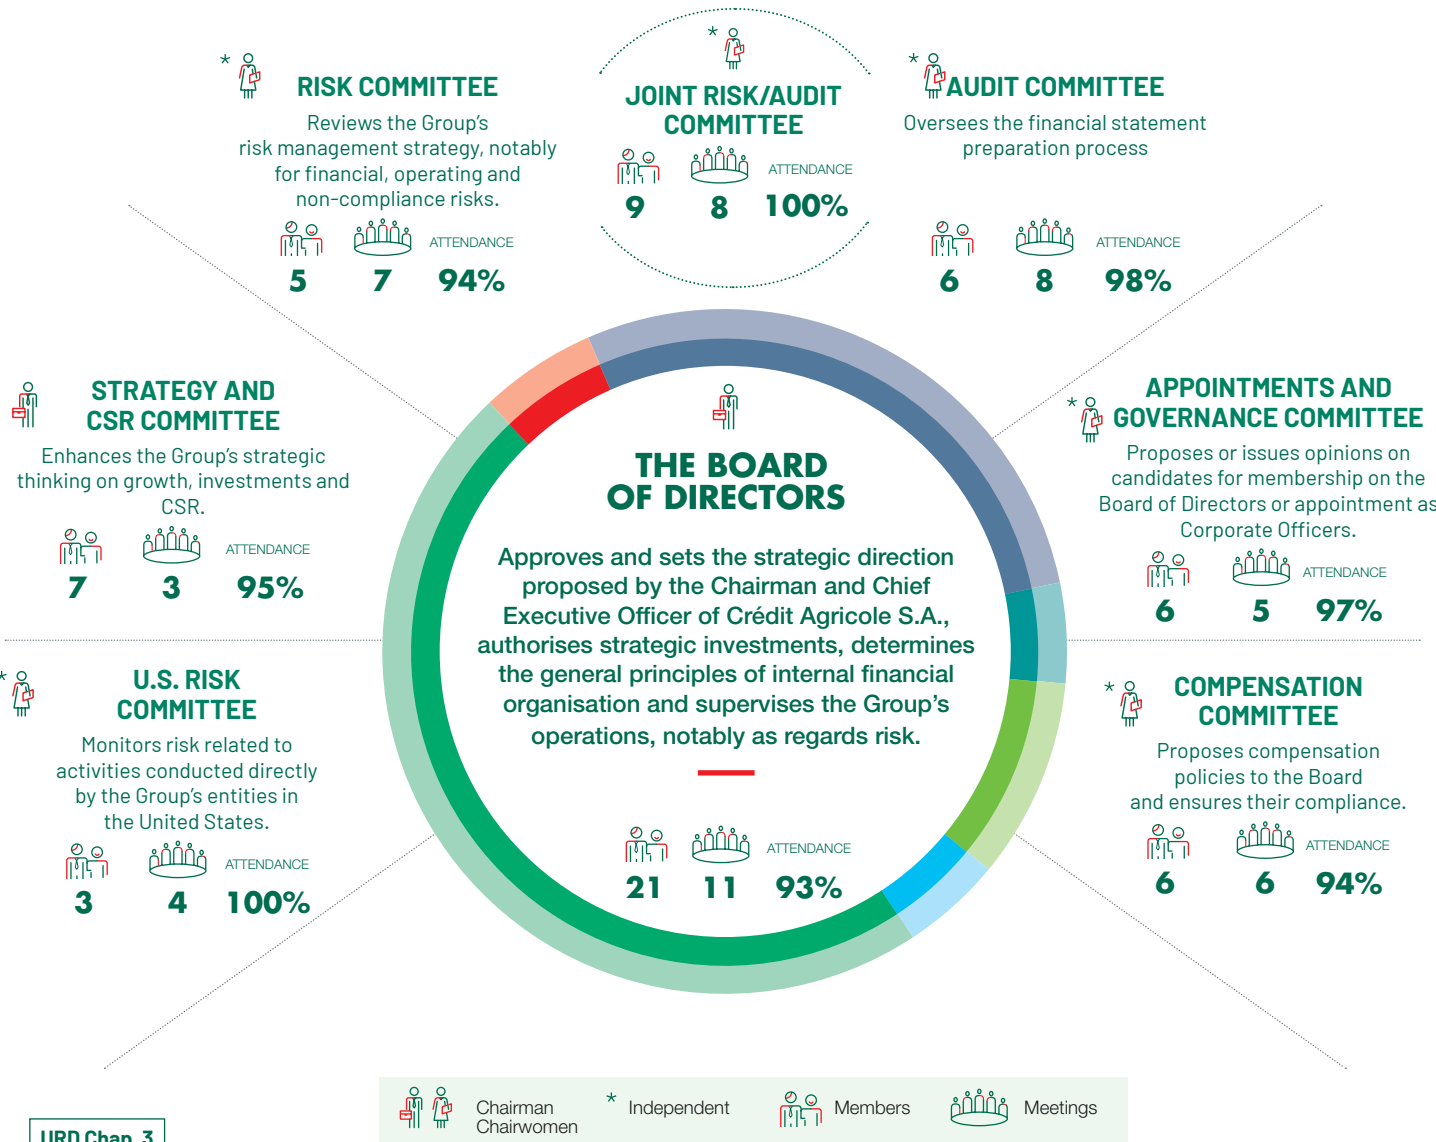 *
RISK COMMITTEE
Reviews the Group's
risk management strategy, notably
for financial, operating and
non-compliance risks.
ATTENDANCE
5 7 94%
*
JOINT RISK/AUDIT
COMMITTEE
ATTENDANCE
9 8 100%
*
AUDIT COMMITTEE
Oversees the financial statement
preparation process
ATTENDANCE
6 8 98%
STRATEGY AND
CSR COMMITTEE
Enhances the Group's strategic
thinking on growth, investments and
CSR.
ATTENDANCE
7 3 95%
THE BOARD
OF DIRECTORS
Approves and sets the strategic direction
proposed by the Chairman and Chief
Executive Officer of Crédit Agricole S.A.,
authorises strategic investments, determines
the general principles of internal financial
organisation and supervises the Group's
operations, notably as regards risk.
ATTENDANCE
21 11 93%
*
APPOINTMENTS AND
GOVERNANCE COMMITTEE
Proposes or issues opinions on
candidates for membership on the
Board of Directors or appointment as
Corporate Officers.
ATTENDANCE
6 5 97%
*
U.S. RISK
COMMITTEE
Monitors risk related to
activities conducted directly
by the Group's entities in
the United States.
ATTENDANCE
3 4 100%
*
COMPENSATION
COMMITTEE
Proposes compensation
policies to the Board
and ensures their compliance.
ATTENDANCE
6 6 94%
Chairman
Chairwomen
* Independent
Members
Meetings
URD Chap. 3